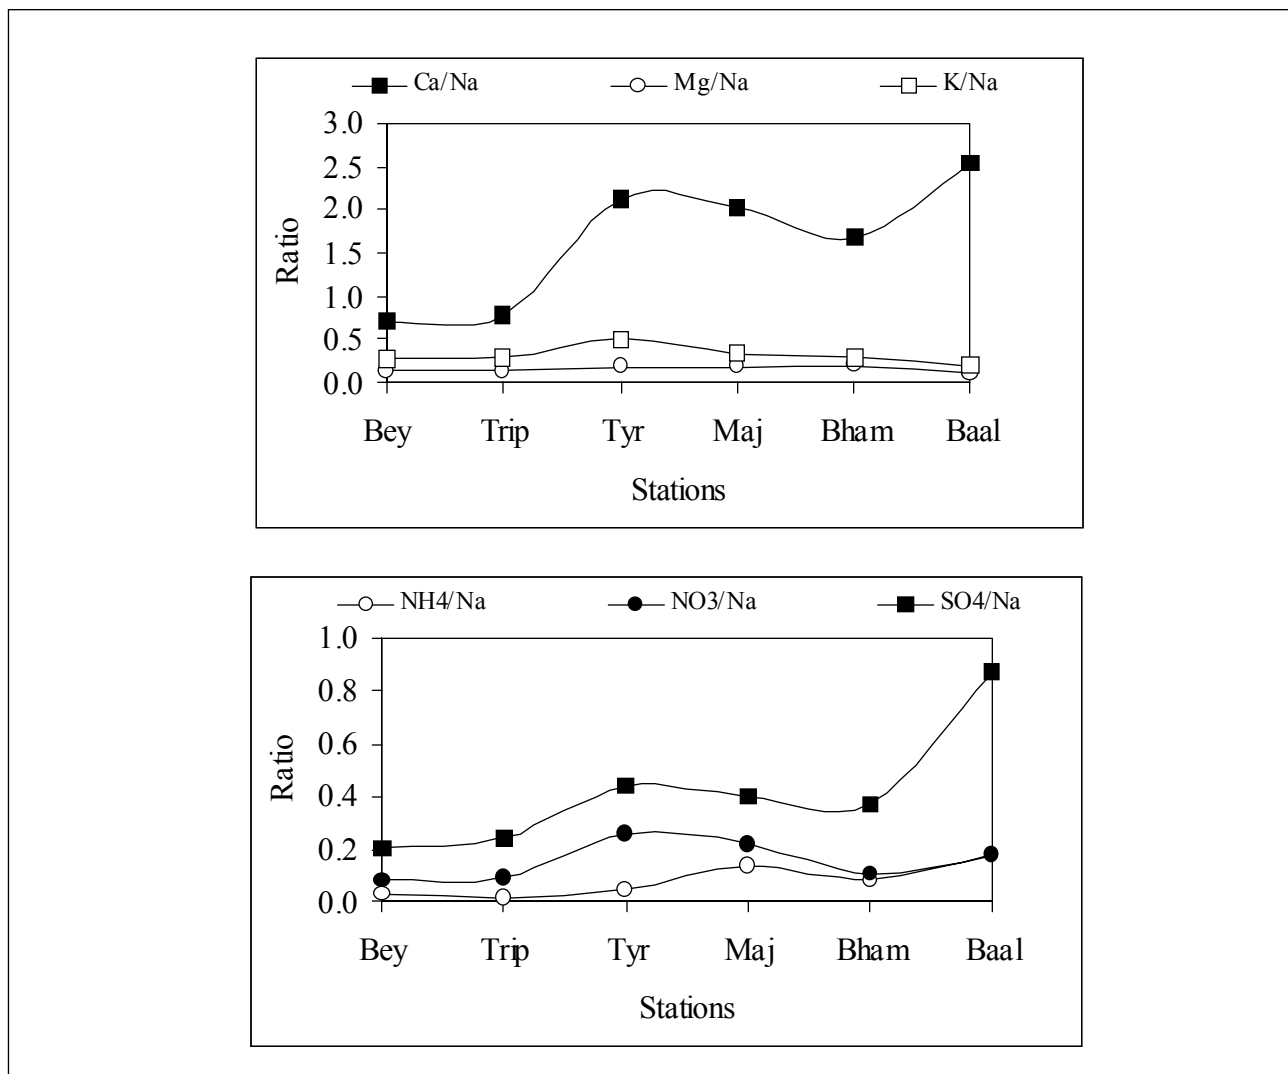 Ca/Na Mg/Na K/Na
3.0
2.5
2.0
1.5
1.0
0.5
0.0
Ratio
Bey Trip Tyr Maj Bham Baal
Stations
NH4/Na NO3/Na SO4/Na
1.0
0.8
0.6
0.4
0.2
0.0
Ratio
Bey Trip Tyr Maj Bham Baal
Stations